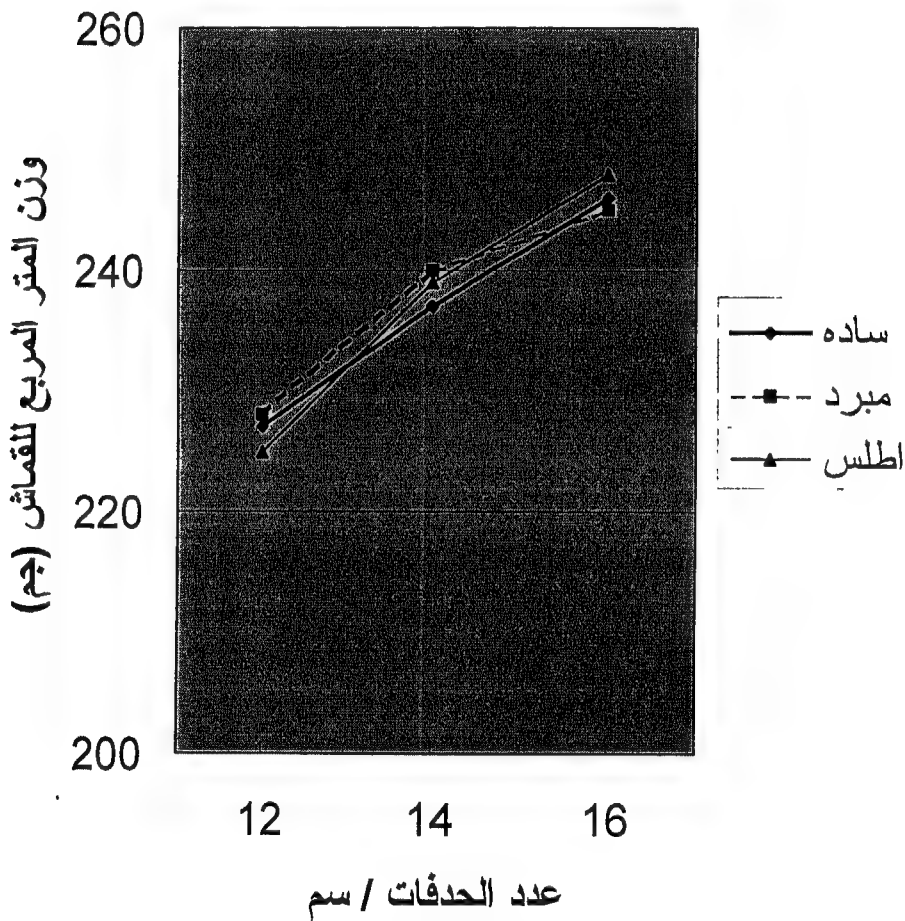 260
240
220
200
وزن المتر المربع للقماش (جم)
12 14 16
عدد الحدفات / سم
ساده
مبرد
اطلس